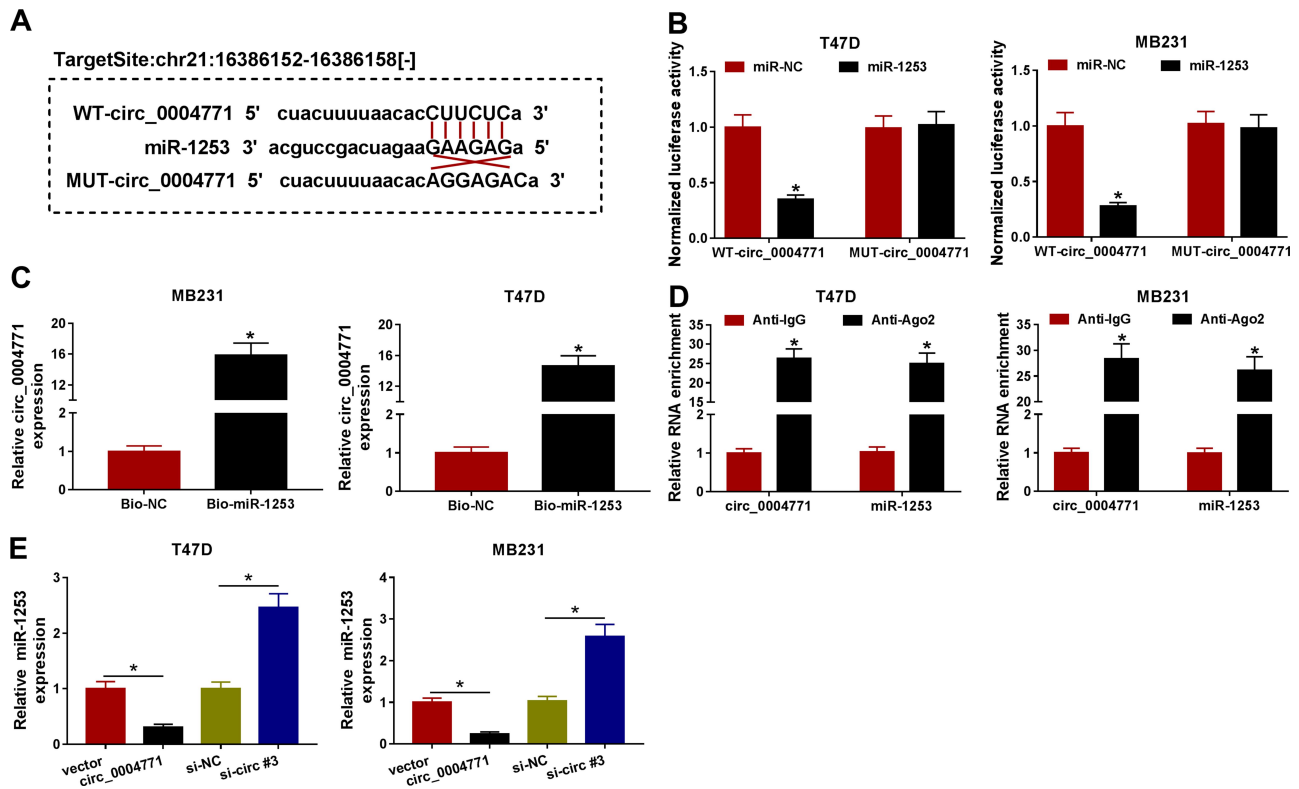 A
TargetSite:chr21:16386152-16386158[-]
WT-circ_0004771 5' cuacuuuuaacacCUUCUCa 3'
miR-1253 3' acguccgacuagaaGAAGAGa 5'
MUT-circ_0004771 5' cuacuuuuaacacAGGAGACa 3'
B
T47D
miR-NC miR-1253
Normalized luciferase activity
1.5
1.0
0.5
0.0
*
WT-circ_0004771 MUT-circ_0004771
MB231
miR-NC miR-1253
Normalized luciferase activity
1.5
1.0
0.5
0.0
*
WT-circ_0004771 MUT-circ_0004771
C
MB231
Relative circ_0004771
expression
20
16
12
8
4
2
1
0
*
Bio-NC Bio-miR-1253
T47D
Relative circ_0004771
expression
20
16
12
8
4
2
1
0
*
Bio-NC Bio-miR-1253
D
T47D
Anti-IgG Anti-Ago2
Relative RNA enrichment
35
30
25
20
15
10
5
2
1
0
* *
circ_0004771 miR-1253
MB231
Anti-IgG Anti-Ago2
Relative RNA enrichment
35
30
25
20
15
10
2
1
0
* *
circ_0004771 miR-1253
E
T47D
Relative miR-1253
expression
3
2
1
0
* *
vector circ_0004771 si-NC si-circ #3
MB231
Relative miR-1253
expression
4
3
2
1
0
* *
vector circ_0004771 si-NC si-circ #3